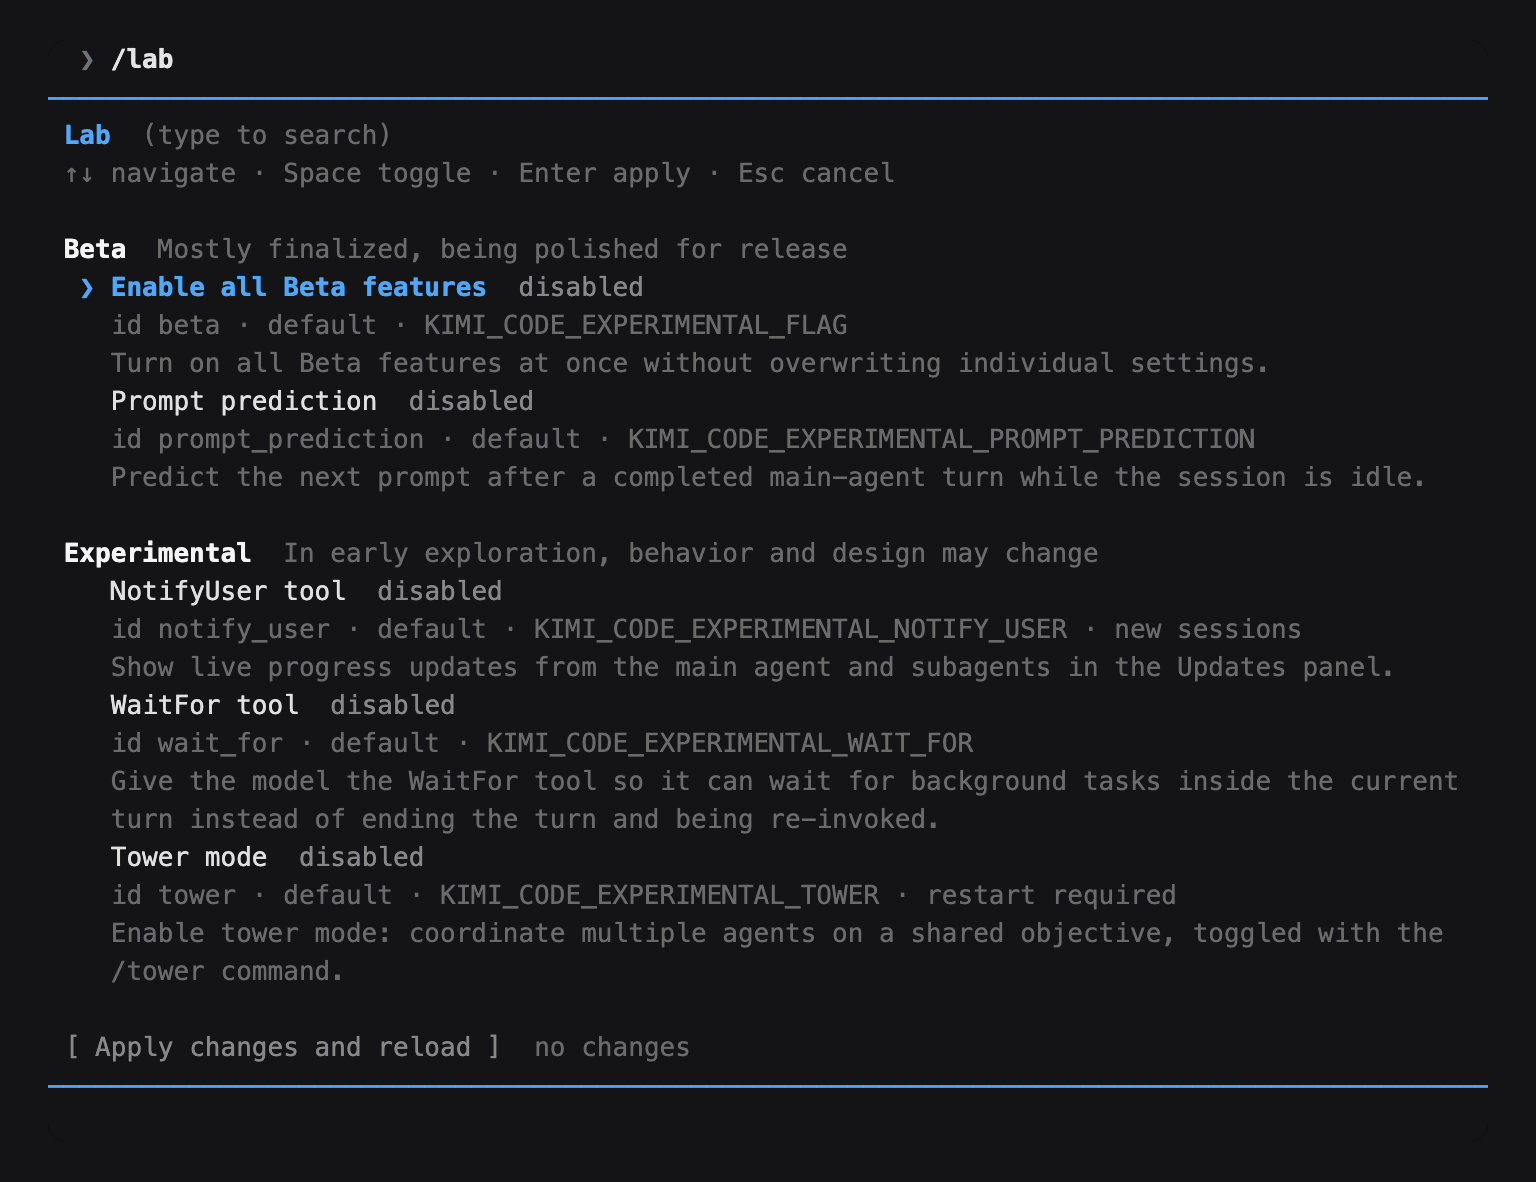 ❯ /lab
Lab (type to search)
↑↓ navigate · Space toggle · Enter apply · Esc cancel
Beta Mostly finalized, being polished for release
❯ Enable all Beta features disabled
id beta · default · KIMI_CODE_EXPERIMENTAL_FLAG
Turn on all Beta features at once without overwriting individual settings.
Prompt prediction disabled
id prompt_prediction · default · KIMI_CODE_EXPERIMENTAL_PROMPT_PREDICTION
Predict the next prompt after a completed main-agent turn while the session is idle.
Experimental In early exploration, behavior and design may change
NotifyUser tool disabled
id notify_user · default · KIMI_CODE_EXPERIMENTAL_NOTIFY_USER · new sessions
Show live progress updates from the main agent and subagents in the Updates panel.
WaitFor tool disabled
id wait_for · default · KIMI_CODE_EXPERIMENTAL_WAIT_FOR
Give the model the WaitFor tool so it can wait for background tasks inside the current
turn instead of ending the turn and being re-invoked.
Tower mode disabled
id tower · default · KIMI_CODE_EXPERIMENTAL_TOWER · restart required
Enable tower mode: coordinate multiple agents on a shared objective, toggled with the
/tower command.
[ Apply changes and reload ] no changes